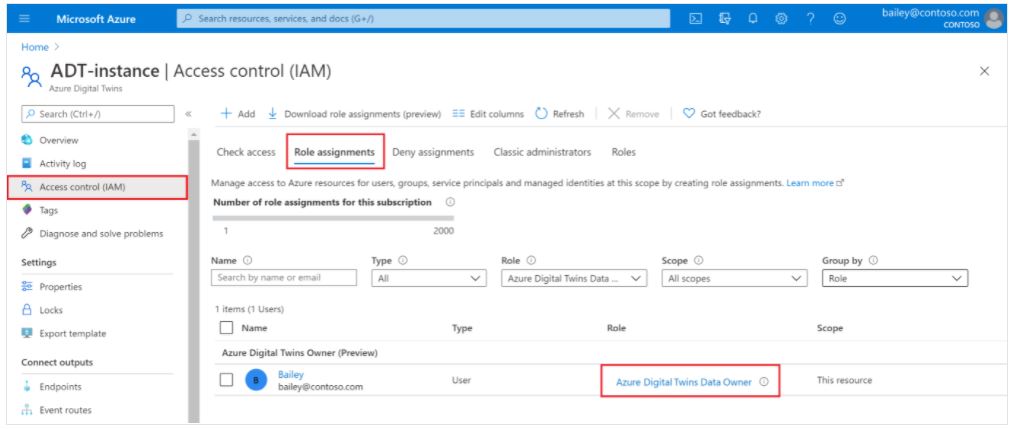 Microsoft Azure
Search resources, services, and docs (G+/)
bailey@contoso.com
CONTOSO
Home >
ADT-instance | Access control (IAM)
Azure Digital Twins
Search (Ctrl+/)
Overview
Activity log
Access control (IAM)
Tags
Diagnose and solve problems
Settings
Properties
Locks
Export template
Connect outputs
Endpoints
Event routes
Add Download role assignments (preview) Edit columns Refresh Remove Got feedback?
Check access Role assignments Deny assignments Classic administrators Roles
Manage access to Azure resources for users, groups, service principals and managed identities at this scope by creating role assignments. Learn more
Number of role assignments for this subscription
1 2000
Name Type Role Scope Group by
Search by name or email All Azure Digital Twins Data ... All scopes Role
1 items (1 Users)
Name Type Role Scope
Azure Digital Twins Owner (Preview)
B Bailey User Azure Digital Twins Data Owner This resource
bailey@contoso.com